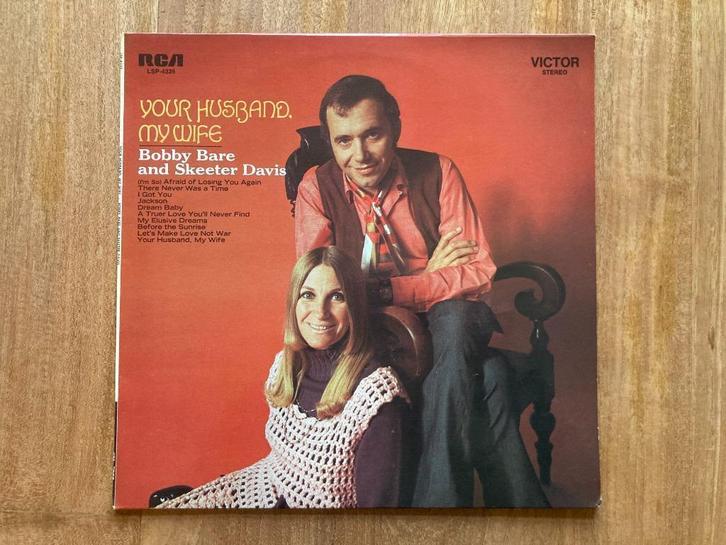 RCA
LSP-4335
VICTOR
STEREO
YOUR HUSBAND,
MY WIFE
Bobby Bare
and Skeeter Davis
(I'm So) Afraid of Losing You Again
There Never Was a Time
I Got You
Jackson
Dream Baby
A Truer Love You'll Never Find
My Elusive Dreams
Before the Sunrise
Let's Make Love Not War
Your Husband, My Wife